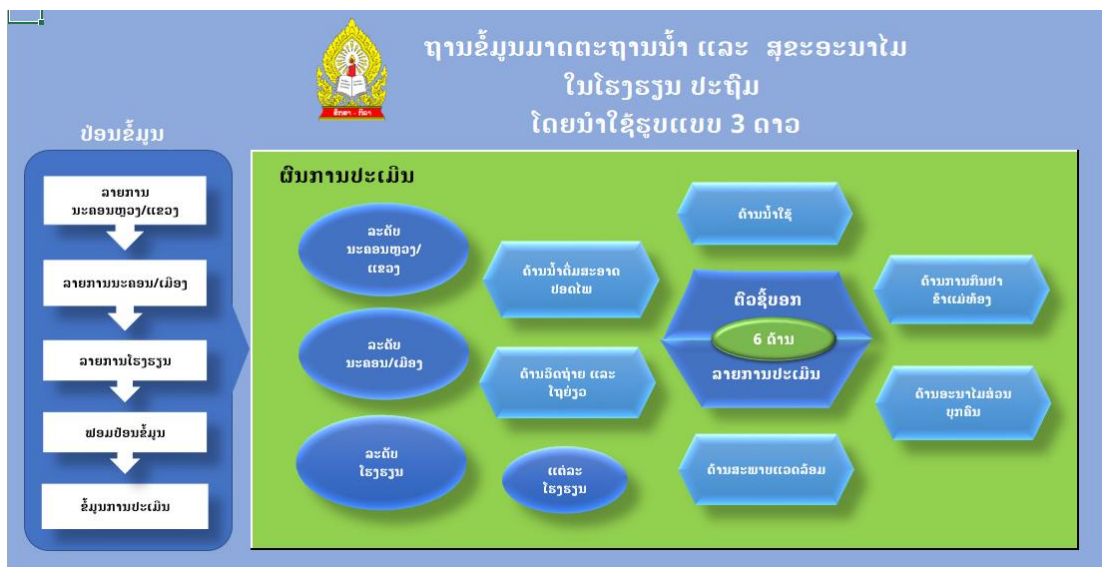 ຖານຂໍ້ມູນມາດຕະຖານນໍ້າ ແລະ ສຸຂະອະນາໄມ
ໃນໂຮງຮຽນ ປະຖົມ
ໂດຍນໍາໃຊ້ຮູບແບບ 3 ດາວ
ສຶກສາ - ກິລາ
ປ່ອນຂໍ້ມູນ
ລາຍການ
ນະຄອນຫຼວງ/ແຂວງ
ລາຍການນະຄອນ/ເມືອງ
ລາຍການໂຮງຮຽນ
ຟອມປ້ອນຂໍ້ມູນ
ຂໍ້ມູນການປະເມີນ
ຜົນການປະເມີນ
ລະດັບ
ນະຄອນຫຼວງ/
ແຂວງ
ລະດັບ
ນະຄອນ/ເມືອງ
ລະດັບ
ໂຮງຮຽນ
ດ້ານນໍ້າດື່ມສະອາດ
ປອດໄພ
ດ້ານວິດຖ່າຍ ແລະ
ໂຖຍ່ຽວ
ແຕ່ລະ
ໂຮງຮຽນ
ດ້ານນໍ້າໃຊ້
ຕົວຊີ້ບອກ
6 ດ້ານ
ລາຍການປະເມີນ
ດ້ານສະພາບແວດລ້ອມ
ດ້ານການກິນຢາ
ຂ້າແມ່ທ້ອງ
ດ້ານອະນາໄມສ່ວນ
ບຸກຄົນ